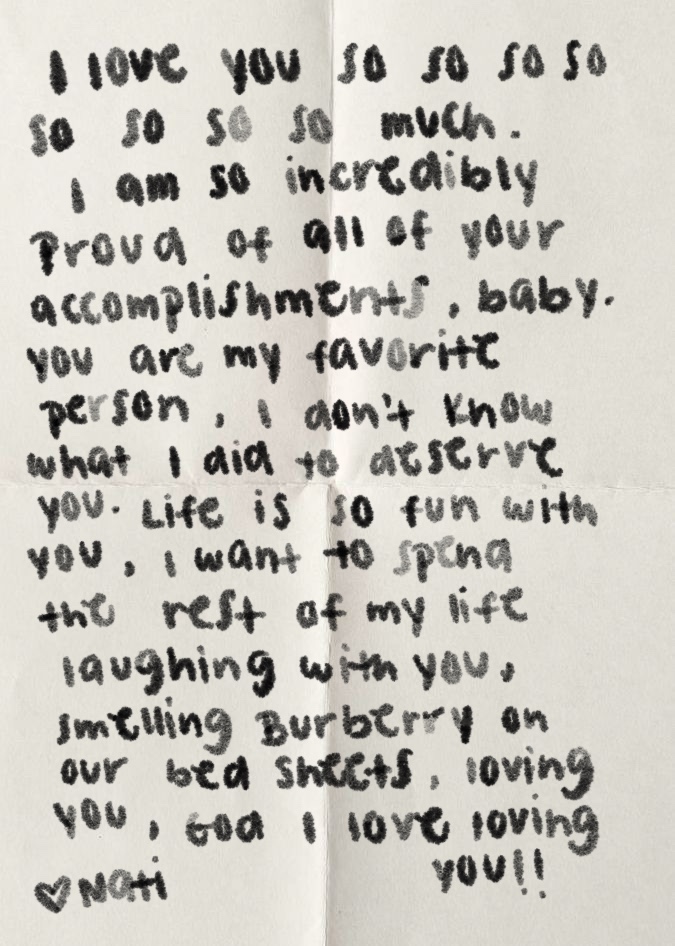 I love you so so so so
so so so so much.
I am so incredibly
Proud of all of your
accomplishments, baby.
you are my favorite
person, I don't know
what I did to deserve
you. Life is so fun with
you, I want to spend
the rest of my life
laughing with you,
smelling Burberry on
our bed sheets, loving
you, God I love loving
you!!
♡Nati